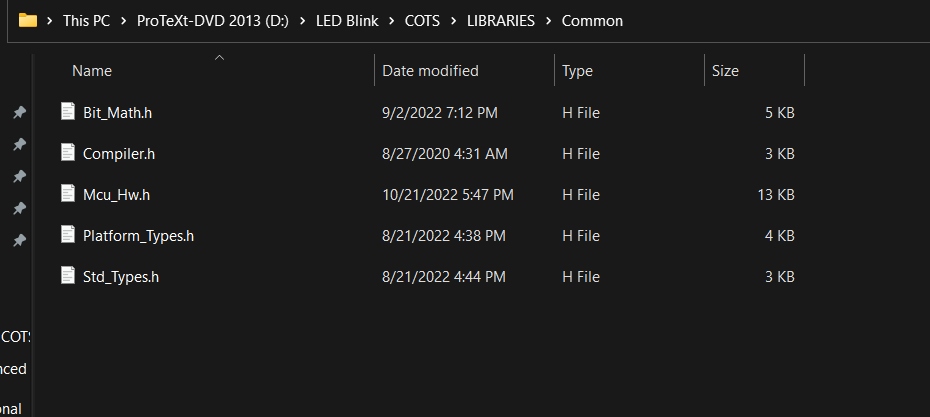 This PC > ProTeXt-DVD 2013 (D:) > LED Blink > COTS > LIBRARIES > Common
Name Date modified Type Size
Bit_Math.h 9/2/2022 7:12 PM H File 5 KB
Compiler.h 8/27/2020 4:31 AM H File 3 KB
Mcu_Hw.h 10/21/2022 5:47 PM H File 13 KB
Platform_Types.h 8/21/2022 4:38 PM H File 4 KB
Std_Types.h 8/21/2022 4:44 PM H File 3 KB
COTS
nced
onal